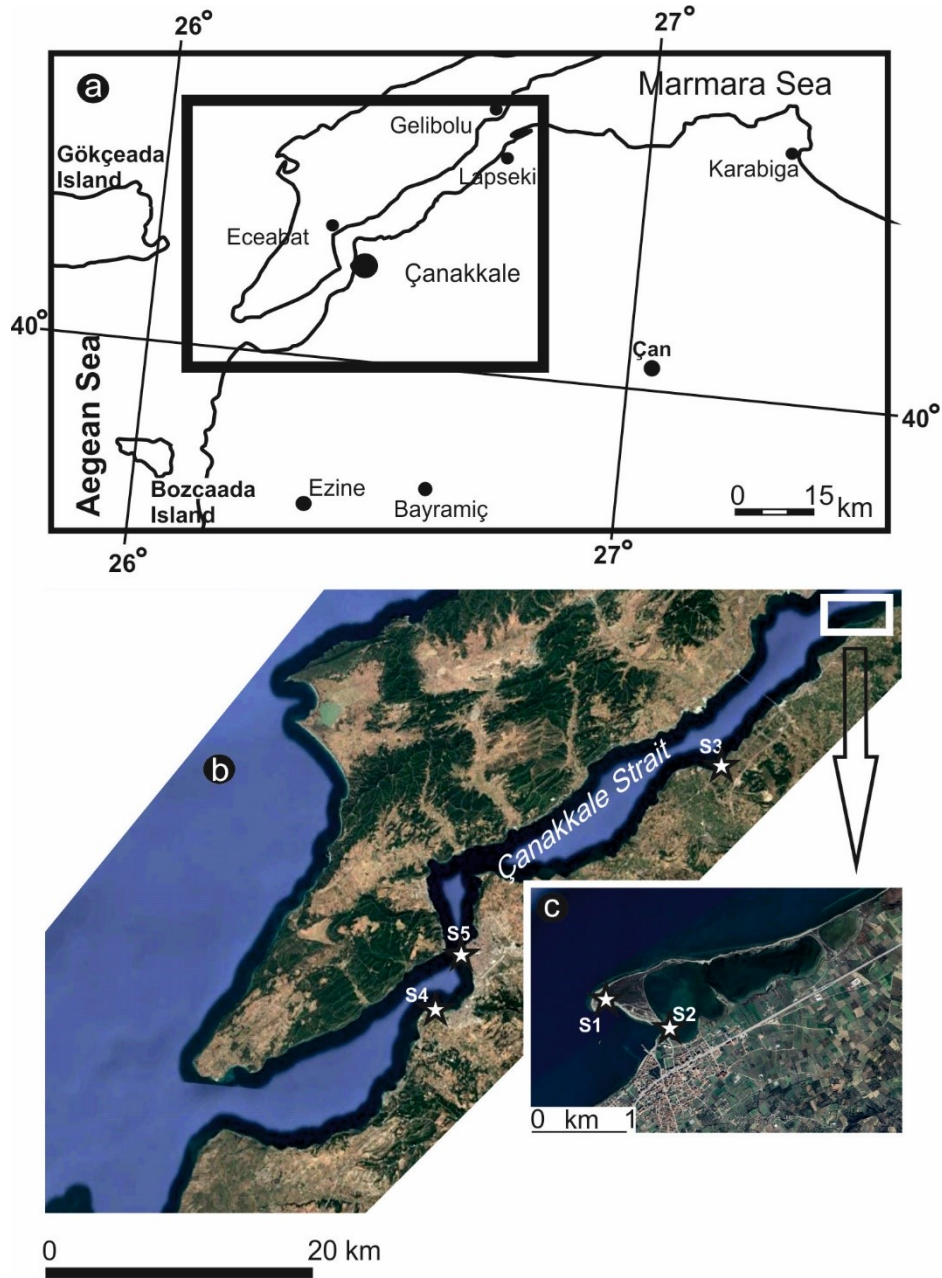 26°
27°
a
Marmara Sea
Gelibolu
Gökçeada
Island
Lapseki
Karabiga
Eceabat
Çanakkale
40°
Çan
Aegean Sea
40°
Bozcaada
Island
Ezine
Bayramiç
0 15
km
26°
27°
b
S3
Çanakkale Strait
c
S5
S4
S1
S2
0 km 1
0 20 km